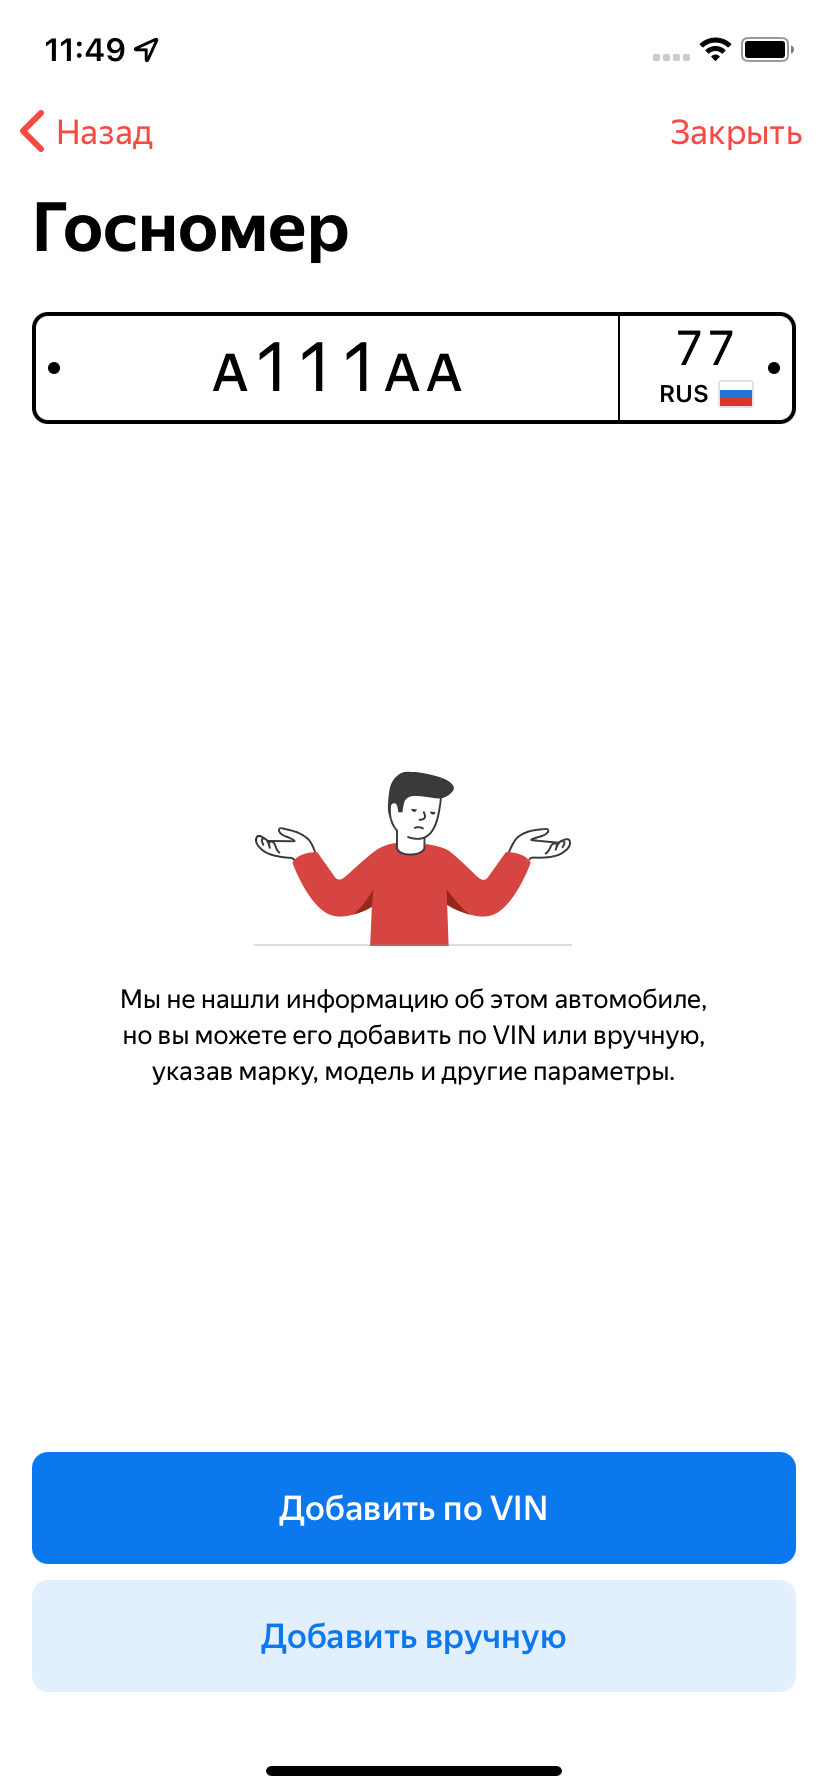 11:49
Назад
Закрыть
Госномер
А111АА
77
RUS
Мы не нашли информацию об этом автомобиле,
но вы можете его добавить по VIN или вручную,
указав марку, модель и другие параметры.
Добавить по VIN
Добавить вручную